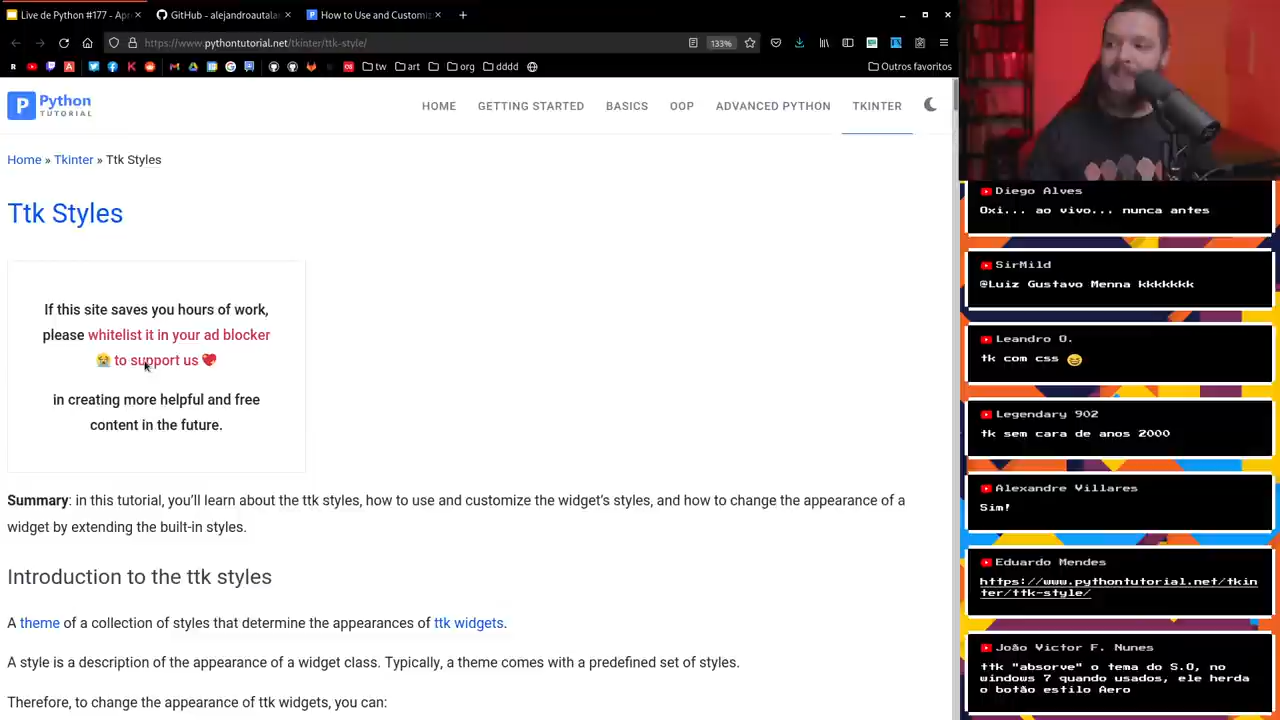 Live de Python #177 - Apr
GitHub - alejandroautala
How to Use and Customiz
https://www.pythontutorial.net/tkinter/ttk-style/
133%
tw
art
org
dddd
Outros favoritos
Python
TUTORIAL
HOME
GETTING STARTED
BASICS
OOP
ADVANCED PYTHON
TKINTER
Home » Tkinter » Ttk Styles
Ttk Styles
If this site saves you hours of work,
please whitelist it in your ad blocker
😭 to support us 💖
in creating more helpful and free
content in the future.
Summary: in this tutorial, you'll learn about the ttk styles, how to use and customize the widget's styles, and how to change the appearance of a
widget by extending the built-in styles.
Introduction to the ttk styles
A theme of a collection of styles that determine the appearances of ttk widgets.
A style is a description of the appearance of a widget class. Typically, a theme comes with a predefined set of styles.
Therefore, to change the appearance of ttk widgets, you can:
Diego Alves
Oxi... ao vivo... nunca antes
SirMild
@Luiz Gustavo Menna kkkkkkk
Leandro O.
tk com css 😄
Legendary 902
tk sem cara de anos 2000
Alexandre Villares
Sim!
Eduardo Mendes
https://www.pythontutorial.net/tkin
ter/ttk-style/
João Victor F. Nunes
ttk "absorve" o tema do S.O, no
windows 7 quando usados, ele herda
o botão estilo Aero